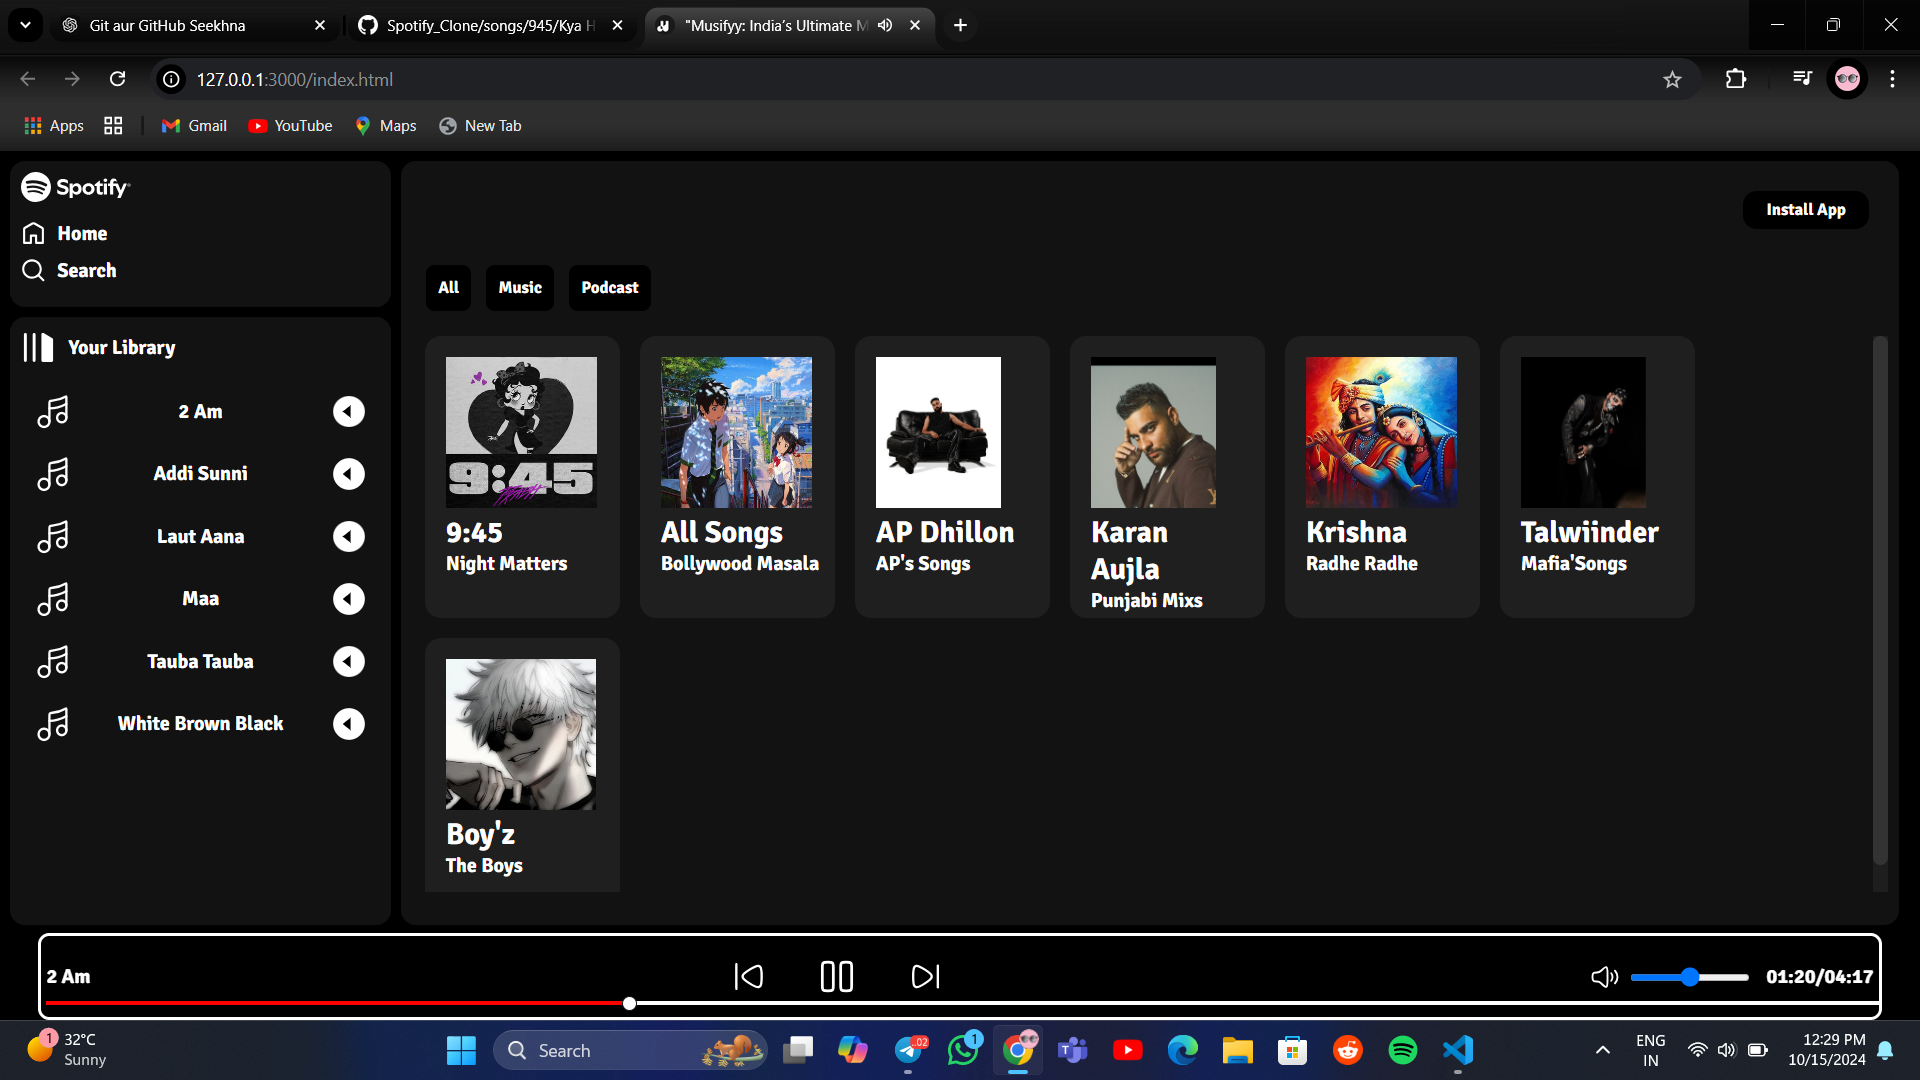 Git aur GitHub Seekhna
Spotify_Clone/songs/945/Kya H
"Musifyy: India's Ultimate M
127.0.0.1:3000/index.html
Apps
Gmail
YouTube
Maps
New Tab
Spotify
Home
Search
Your Library
2 Am
Addi Sunni
Laut Aana
Maa
Tauba Tauba
White Brown Black
Install App
All
Music
Podcast
9:45
9:45
Night Matters
All Songs
Bollywood Masala
AP Dhillon
AP's Songs
Karan
Aujla
Punjabi Mixs
Krishna
Radhe Radhe
Talwiinder
Mafia'Songs
Boy'z
The Boys
2 Am
01:20/04:17
1
32°C
Sunny
Search
..02
1
ENG
IN
12:29 PM
10/15/2024